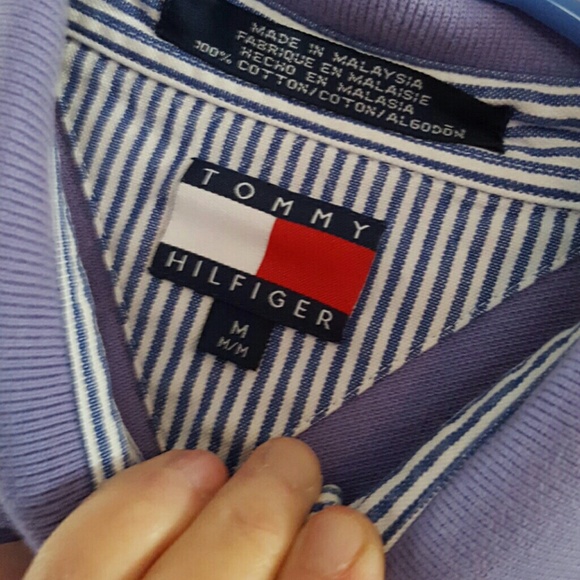 MADE IN MALAYSIA
FABRIQUE EN MALAISIE
HECHO EN MALASIA
100% COTTON/COTON/ALGODÓN
TOMMY
HILFIGER
M
M/M